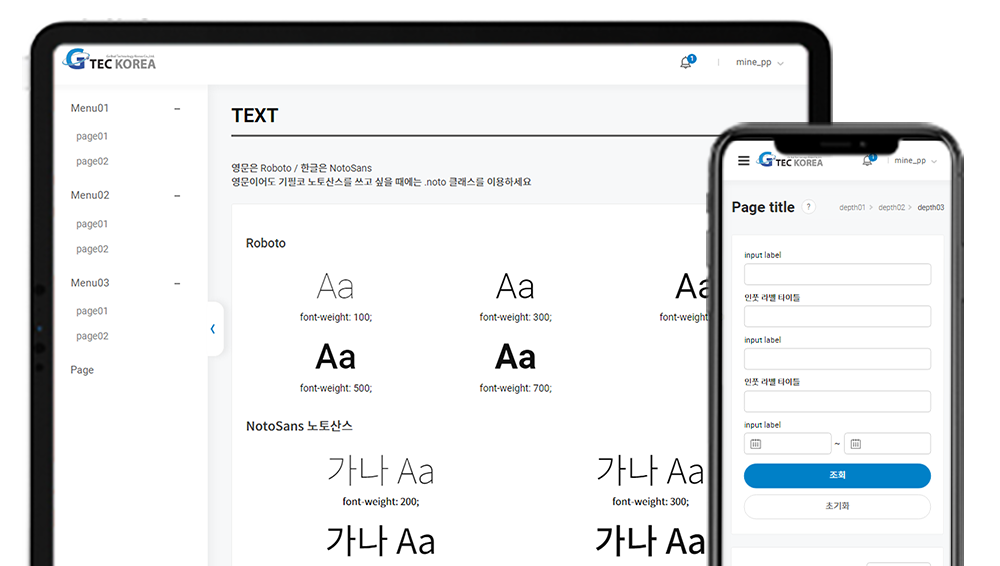 G TEC KOREA
1
mine_pp
Menu01
page01
page02
Menu02
page01
page02
Menu03
page01
page02
Page
TEXT
영문은 Roboto / 한글은 NotoSans
영문이어도 기필코 노토산스를 쓰고 싶을 때에는 .noto 클래스를 이용하세요
Roboto
Aa Aa Aa
font-weight: 100; font-weight: 300; font-weight:
Aa Aa
font-weight: 500; font-weight: 700;
NotoSans 노토산스
가나 Aa 가나 Aa
font-weight: 200; font-weight: 300;
가나 Aa 가나 Aa
G TEC KOREA
1
mine_pp
Page title ? depth01 > depth02 > depth03
input label
인풋 라벨 타이틀
input label
인풋 라벨 타이틀
input label
~
조회
초기화